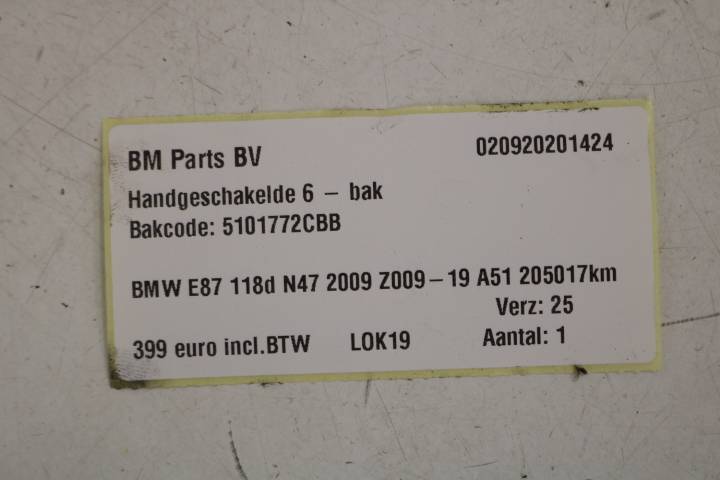 BM Parts BV 020920201424
Handgeschakelde 6 – bak
Bakcode: 5101772CBB
BMW E87 118d N47 2009 Z009–19 A51 205017km
Verz: 25
399 euro incl.BTW LOK19 Aantal: 1